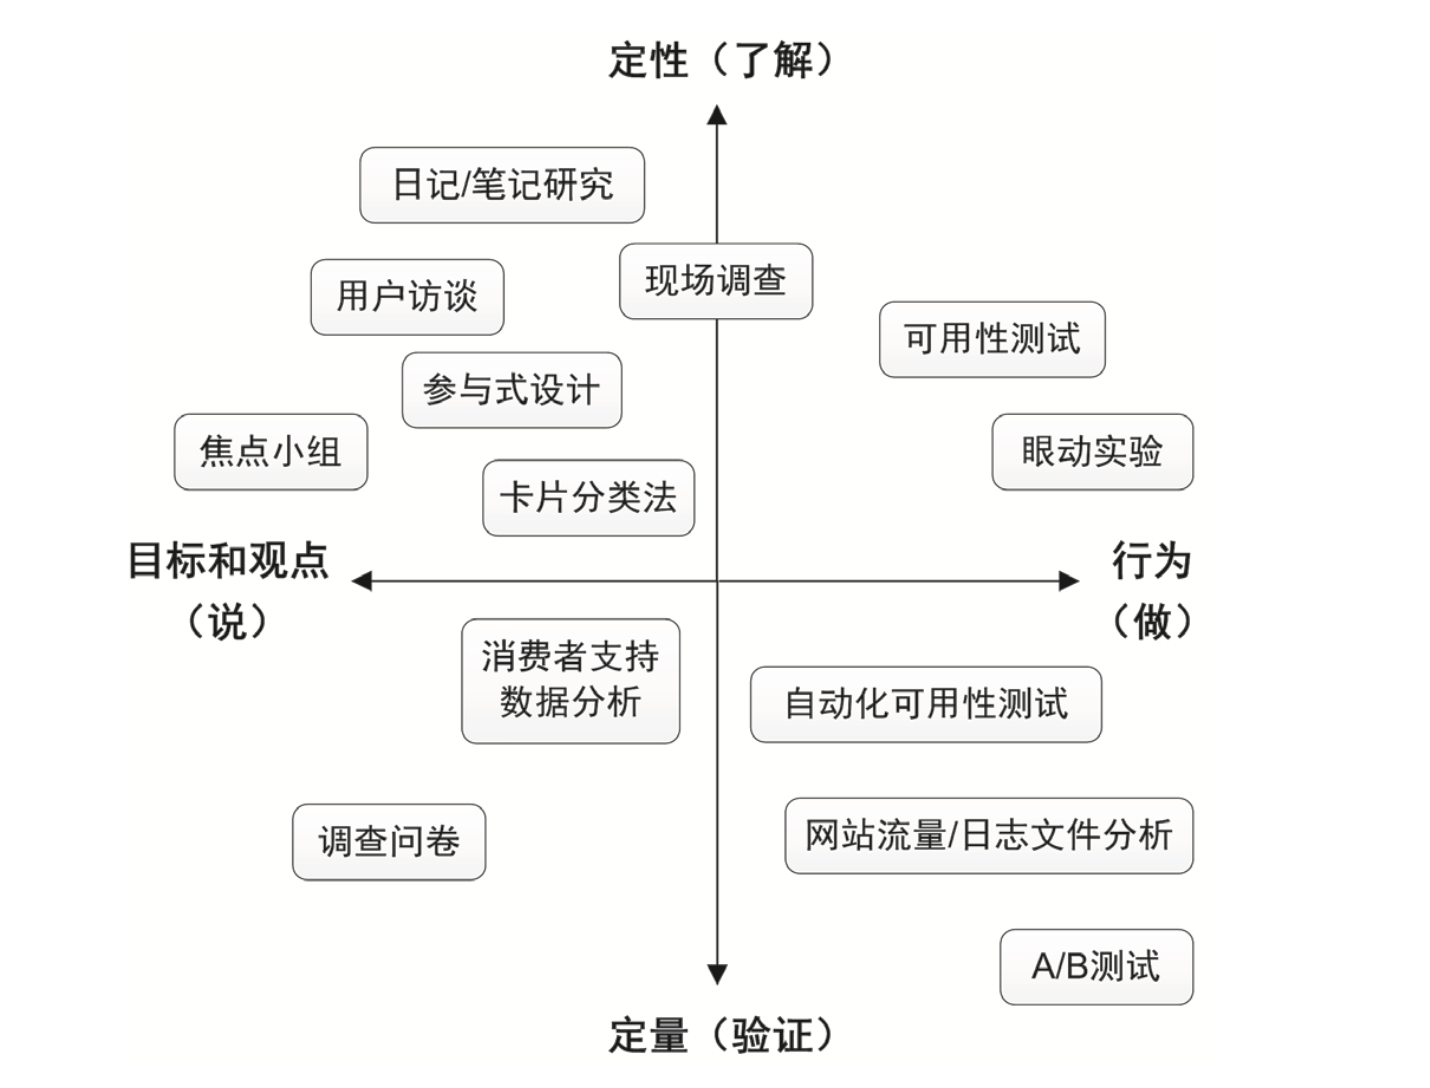 定性（了解）
日记/笔记研究
现场调查
用户访谈
可用性测试
参与式设计
焦点小组
眼动实验
卡片分类法
目标和观点
（说）
行为
（做）
消费者支持
数据分析
自动化可用性测试
调查问卷
网站流量/日志文件分析
A/B测试
定量（验证）